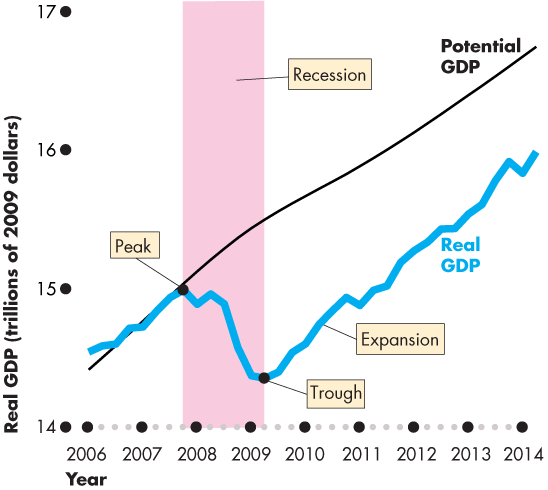 17
Potential
GDP
Recession
16
Real GDP (trillions of 2009 dollars)
Peak
Real
GDP
15
Expansion
Trough
14
2006 2007 2008 2009 2010 2011 2012 2013 2014
Year